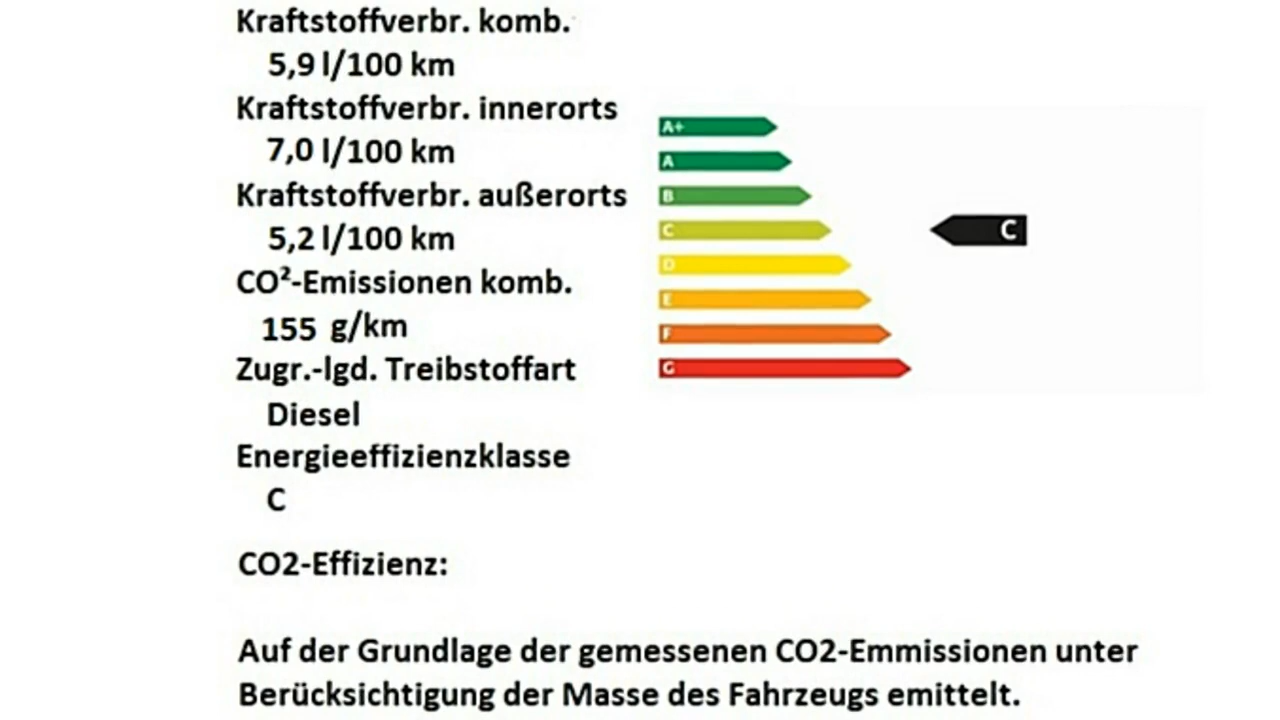 Kraftstoffverbr. komb.
5,9 l/100 km
Kraftstoffverbr. innerorts
7,0 l/100 km
Kraftstoffverbr. außerorts
5,2 l/100 km
CO²-Emissionen komb.
155 g/km
Zugr.-lgd. Treibstoffart
Diesel
Energieeffizienzklasse
C
A+
A
B
C
C
D
E
F
G
CO2-Effizienz:
Auf der Grundlage der gemessenen CO2-Emmissionen unter
Berücksichtigung der Masse des Fahrzeugs emittelt.